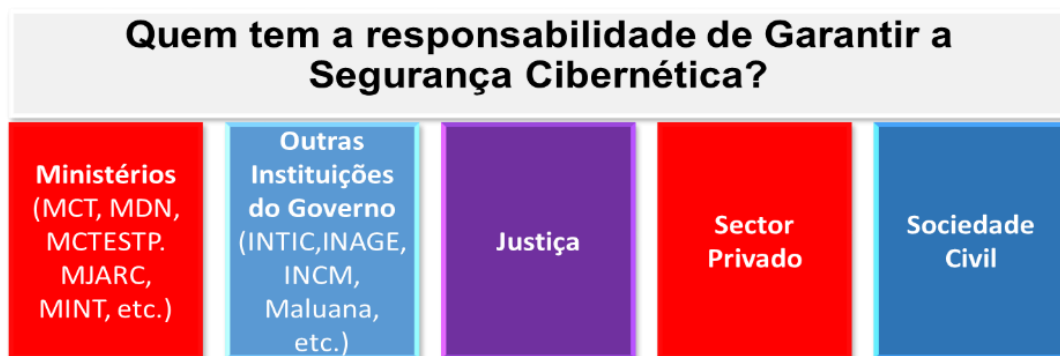 Quem tem a responsabilidade de Garantir a
Segurança Cibernética?
Ministérios
(MCT, MDN,
MCTESTP.
MJARC,
MINT, etc.)
Outras
Instituições
do Governo
(INTIC,INAGE,
INCM,
Maluana,
etc.)
Justiça
Sector
Privado
Sociedade
Civil